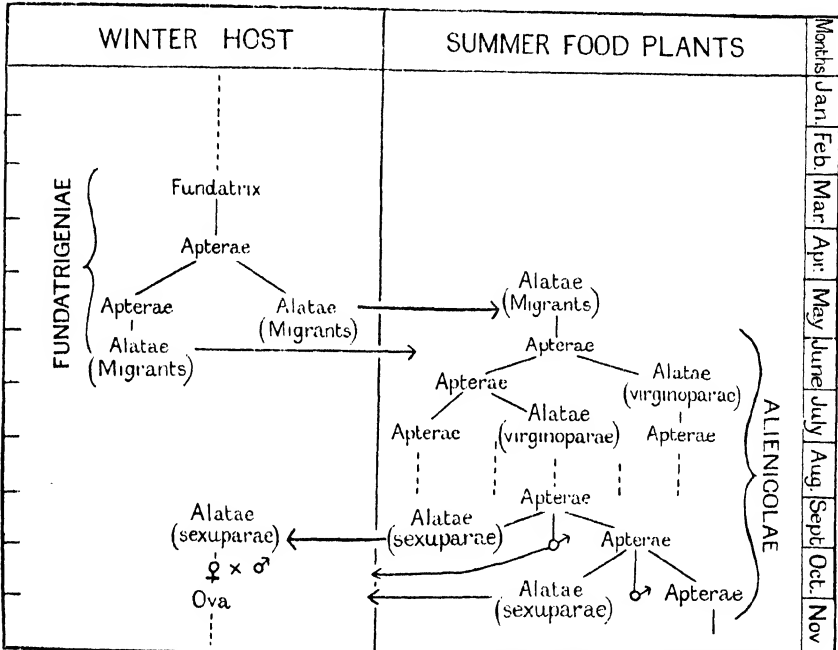 WINTER HOST
SUMMER FOOD PLANTS
Months
Jan.
Feb.
Mar.
Apr.
May
June
July
Aug.
Sept
Oct.
Nov
FUNDATRIGENIAE
Fundatrix
Apterae
Apterae
Alatae
(Migrants)
Alatae
(Migrants)
Alatae
(sexuparae)
♀ × ♂
Ova
Alatae
(Migrants)
Apterae
Apterae
Alatae
(virginoparae)
Apterae
Alatae
(virginoparae)
Apterae
Apterae
Alatae
(sexuparae)
♂
Apterae
Alatae
(sexuparae)
♂
Apterae
ALIENICOLAE